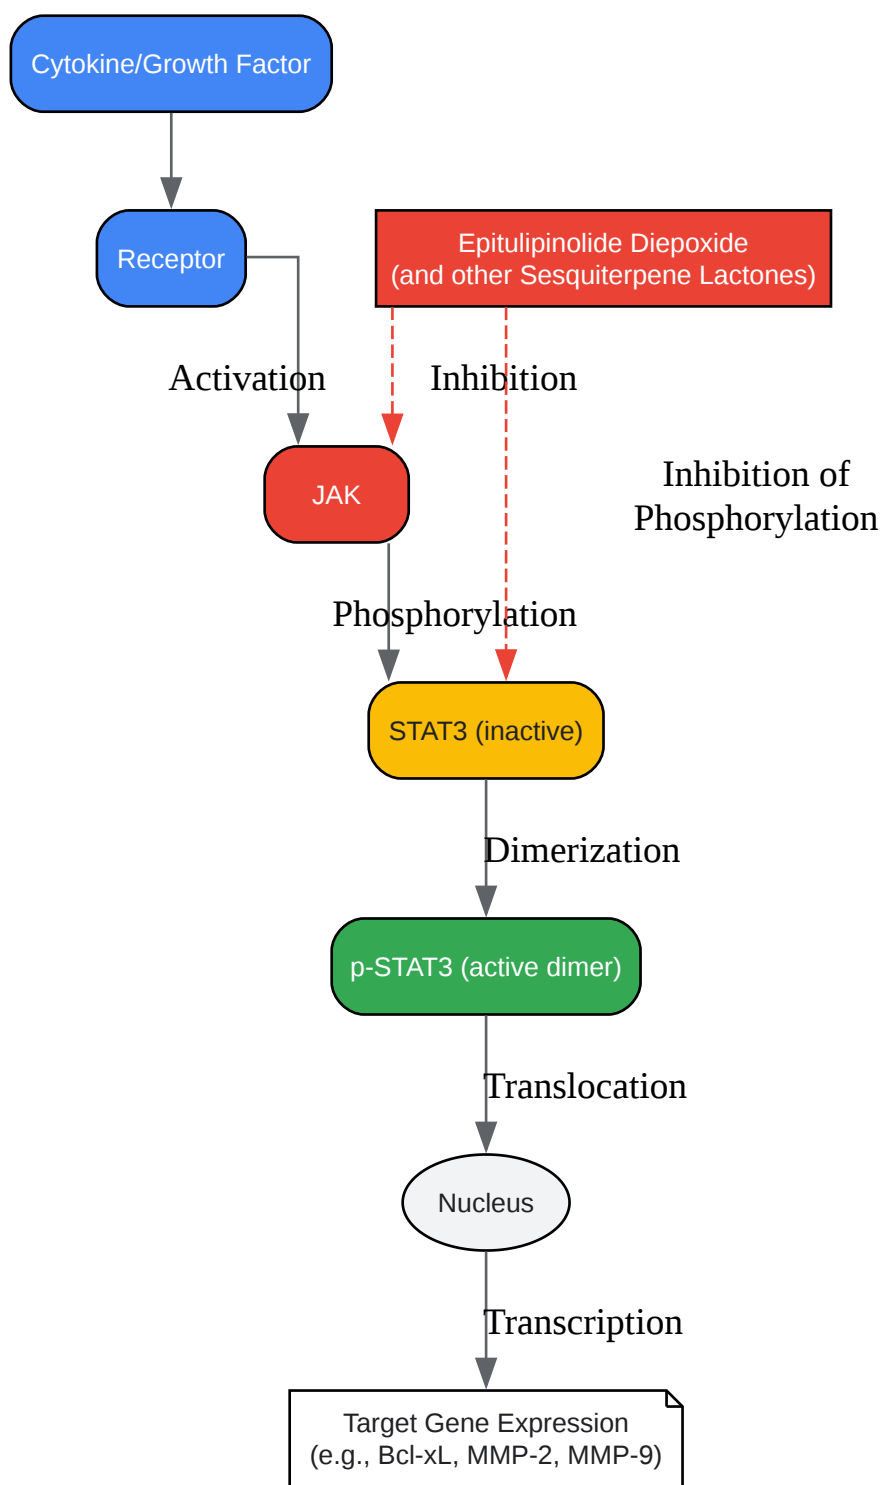 Cytokine/Growth Factor
Receptor
Epitulipinolide Diepoxide
(and other Sesquiterpene Lactones)
Activation
Inhibition
JAK
Inhibition of
Phosphorylation
Phosphorylation
STAT3 (inactive)
Dimerization
p-STAT3 (active dimer)
Translocation
Nucleus
Transcription
Target Gene Expression
(e.g., Bcl-xL, MMP-2, MMP-9)